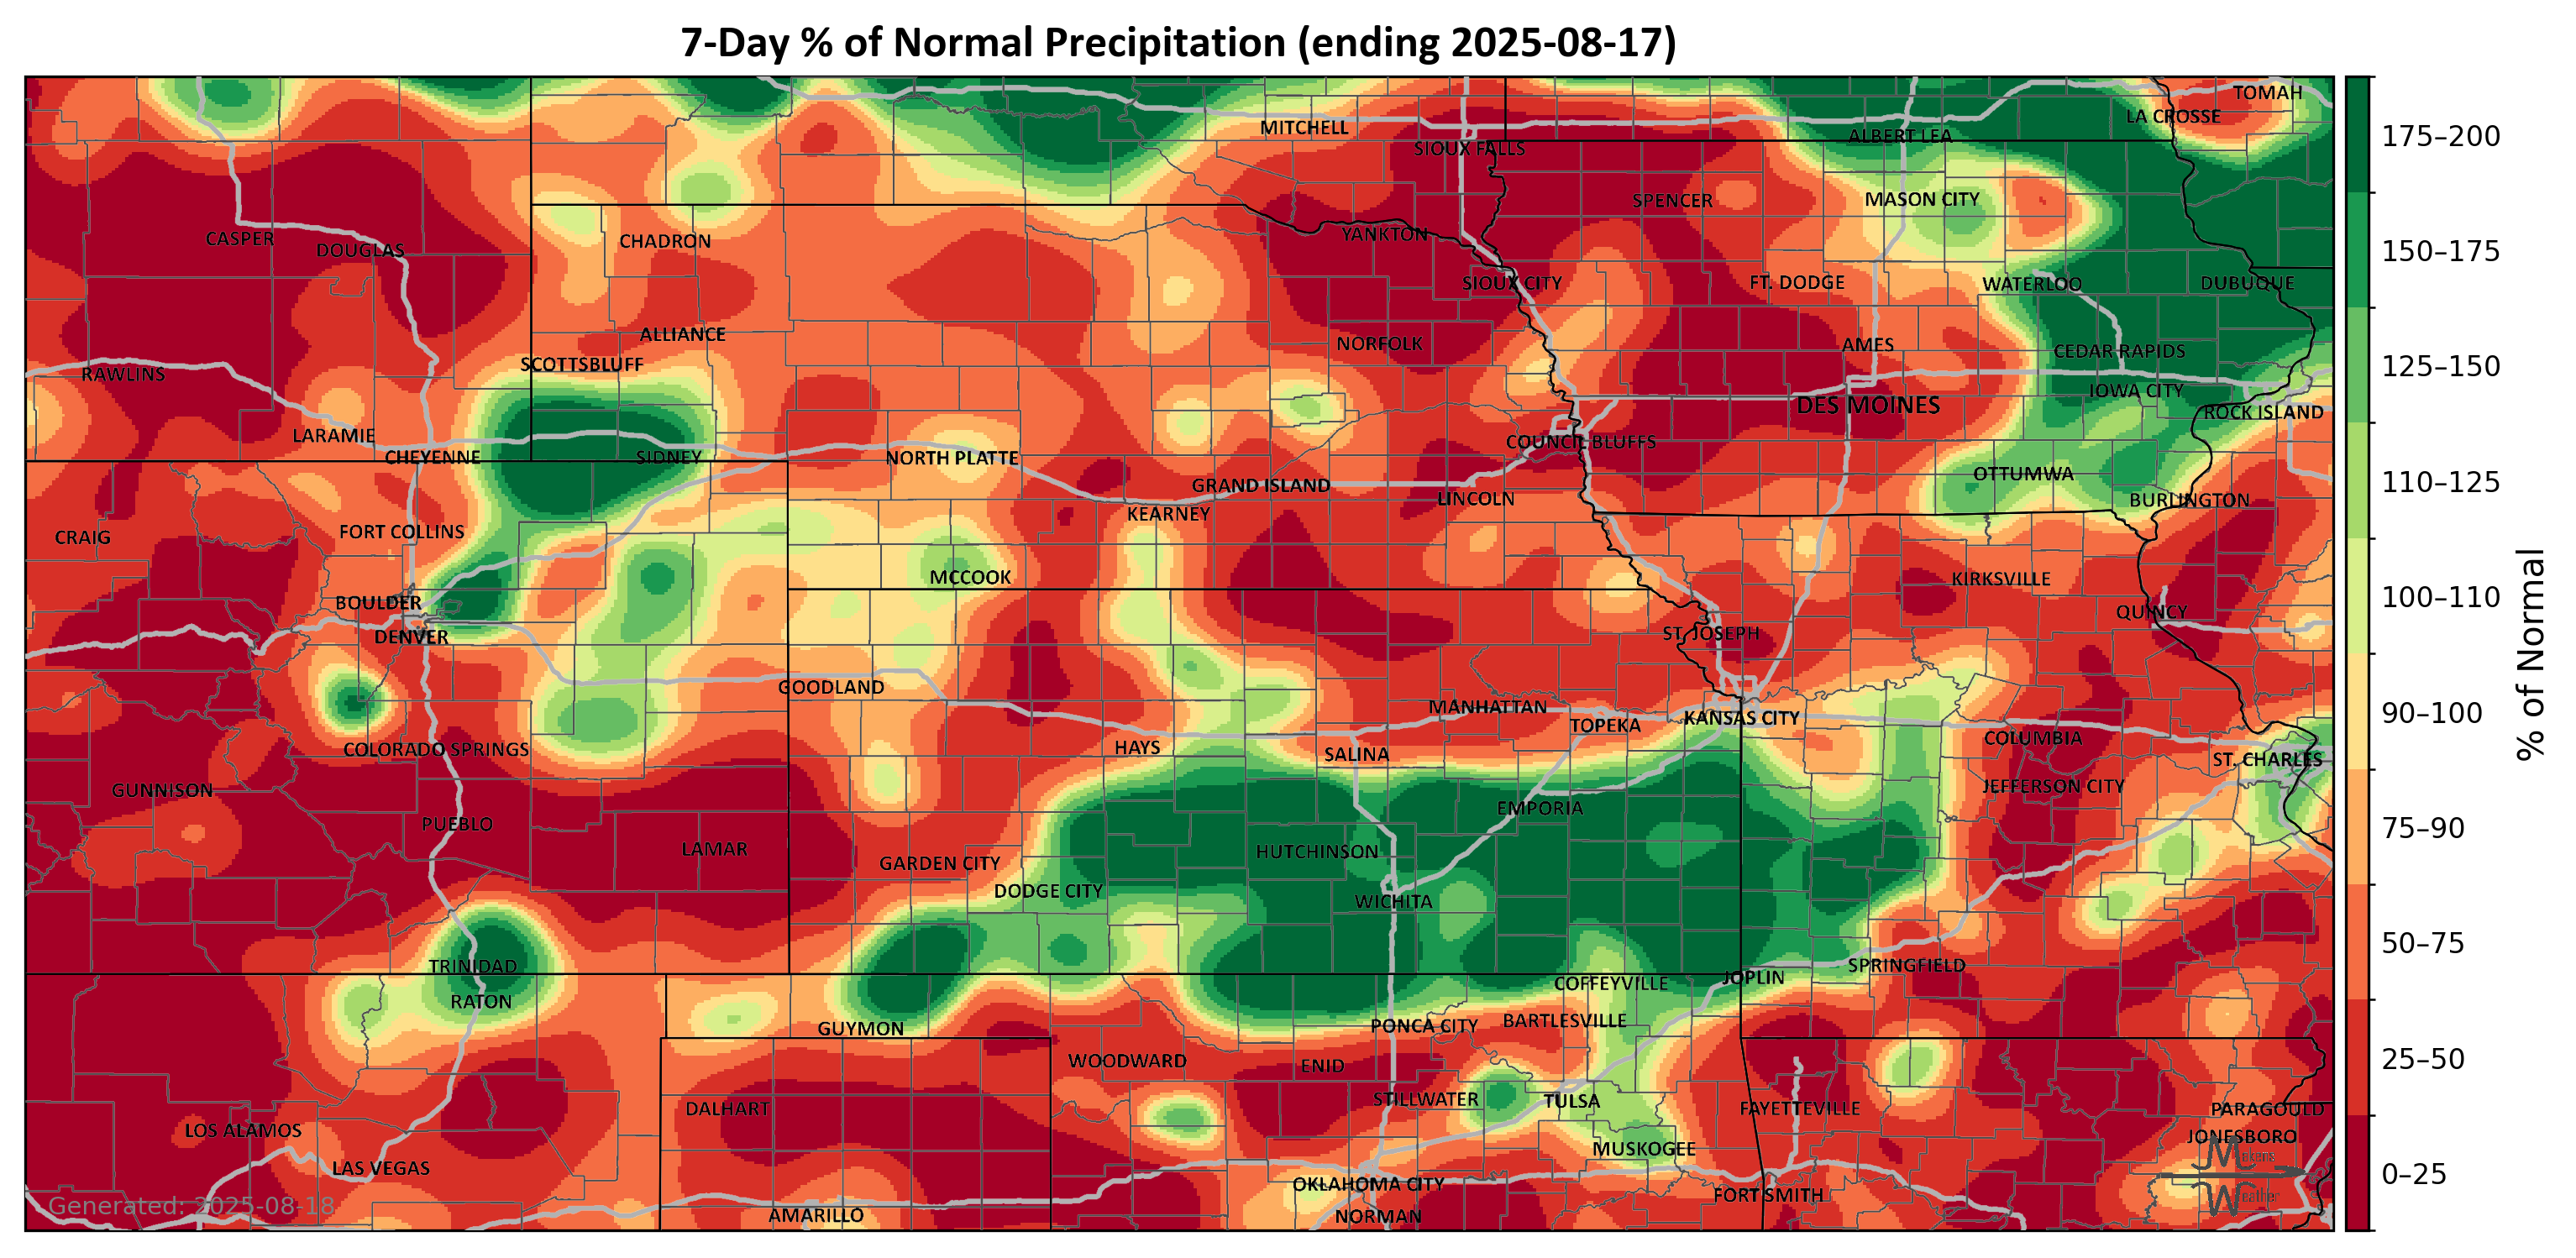 7-Day % of Normal Precipitation (ending 2025-08-17)
TOMAH
LA CROSSE
MITCHELL
ALBERT LEA
SIOUX FALLS
SPENCER
MASON CITY
CASPER
DOUGLAS
CHADRON
YANKTON
SIOUX CITY
FT. DODGE
WATERLOO
DUBUQUE
ALLIANCE
NORFOLK
AMES
CEDAR RAPIDS
SCOTTSBLUFF
RAWLINS
IOWA CITY
DES MOINES
ROCK ISLAND
LARAMIE
COUNCIL BLUFFS
CHEYENNE
SIDNEY
NORTH PLATTE
OTTUMWA
GRAND ISLAND
LINCOLN
BURLINGTON
KEARNEY
CRAIG
FORT COLLINS
MCCOOK
KIRKSVILLE
BOULDER
QUINCY
DENVER
ST. JOSEPH
GOODLAND
MANHATTAN
TOPEKA
KANSAS CITY
COLORADO SPRINGS
HAYS
SALINA
COLUMBIA
ST. CHARLES
GUNNISON
JEFFERSON CITY
PUEBLO
EMPORIA
LAMAR
GARDEN CITY
HUTCHINSON
DODGE CITY
WICHITA
TRINIDAD
COFFEYVILLE
JOPLIN
SPRINGFIELD
RATON
GUYMON
PONCA CITY
BARTLESVILLE
WOODWARD
ENID
DALHART
STILLWATER
TULSA
FAYETTEVILLE
PARAGOULD
LOS ALAMOS
JONESBORO
LAS VEGAS
MUSKOGEE
OKLAHOMA CITY
FORT SMITH
AMARILLO
NORMAN
Generated: 2025-08-18
Makens
Weather
175–200
150–175
125–150
110–125
100–110
90–100
75–90
50–75
25–50
0–25
% of Normal